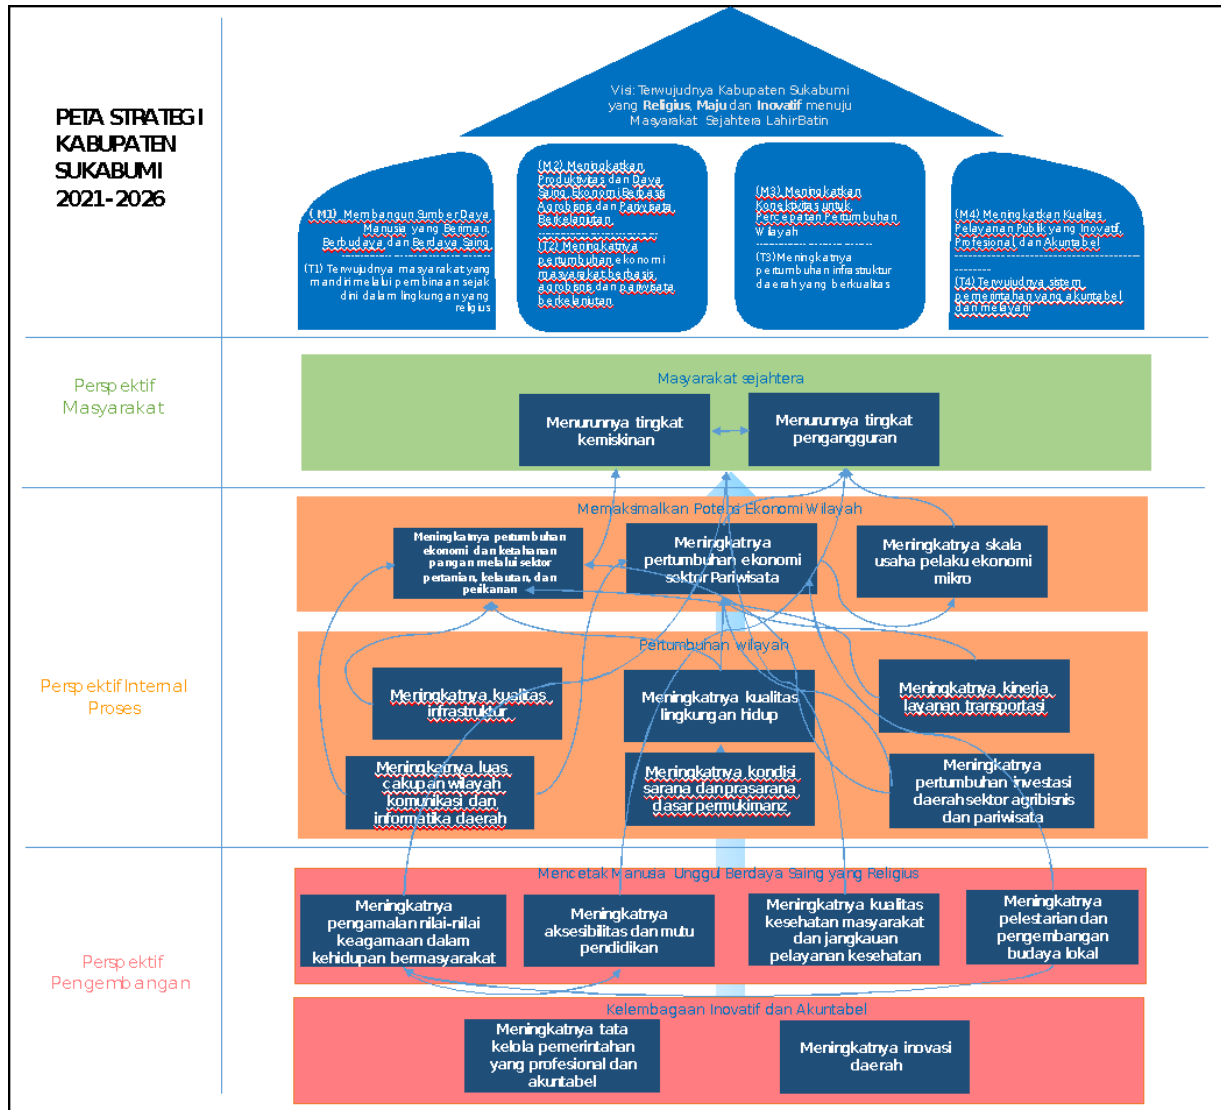 PETA STRATEGI
KABUPATEN
SUKABUMI
2021-2026
Visi: Terwujudnya Kabupaten Sukabumi
yang Religius, Maju dan Inovatif menuju
Masyarakat Sejahtera Lahir Batin
( M1) Membangun Sumber Daya
Manusia yang Beriman,
Berbudaya, dan Berdaya Saing
--------------------------------
(T1) Terwujudnya masyarakat yang
mandiri melalui pembinaan sejak
dini dalam lingkungan yang
religius
(M2) Meningkatkan
Produktivitas dan Daya
Saing Ekonomi Berbasis
Agrobisnis dan Pariwisata
Berkelanjutan
--------------------------------
(T2) Meningkatnya
pertumbuhan ekonomi
masyarakat berbasis
agrobisnis dan pariwisata
berkelanjutan
(M3) Meningkatkan
Konektivitas untuk
Percepatan Pertumbuhan
Wilayah
-------------------------
(T3)Meningkatnya
pertumbuhan infrastruktur
daerah yang berkualitas
(M4) Meningkatkan Kualitas
Pelayanan Publik yang Inovatif,
Profesional, dan Akuntabel
----------------------------------------
--------
(T4) Terwujudnya sistem
pemerintahan yang akuntabel
dan melayani
Perspektif
Masyarakat
Masyarakat sejahtera
Menurunnya tingkat
kemiskinan
Menurunnya tingkat
pengangguran
Perspektif Internal
Proses
Memaksimalkan Potensi Ekonomi Wilayah
Meningkatnya pertumbuhan
ekonomi dan ketahanan
pangan melalui sektor
pertanian, kelautan, dan
perikanan
Meningkatnya
pertumbuhan ekonomi
sektor Pariwisata
Meningkatnya skala
usaha pelaku ekonomi
mikro
Pertumbuhan wilayah
Meningkatnya kualitas
infrastruktur
Meningkatnya kualitas
lingkungan hidup
Meningkatnya kinerja
layanan transportasi
Meningkatnya luas
cakupan wilayah
komunikasi dan
informatika daerah
Meningkatnya kondisi
sarana dan prasarana
dasar permukimanz
Meningkatnya
pertumbuhan investasi
daerah sektor agribisnis
dan pariwisata
Perspektif
Pengembangan
Mencetak Manusia Unggul Berdaya Saing yang Religius
Meningkatnya
pengamalan nilai-nilai
keagamaan dalam
kehidupan bermasyarakat
Meningkatnya
aksesibilitas dan mutu
pendidikan
Meningkatnya kualitas
kesehatan masyarakat
dan jangkauan
pelayanan kesehatan
Meningkatnya
pelestarian dan
pengembangan
budaya lokal
Kelembagaan Inovatif dan Akuntabel
Meningkatnya tata
kelola pemerintahan
yang profesional dan
akuntabel
Meningkatnya inovasi
daerah